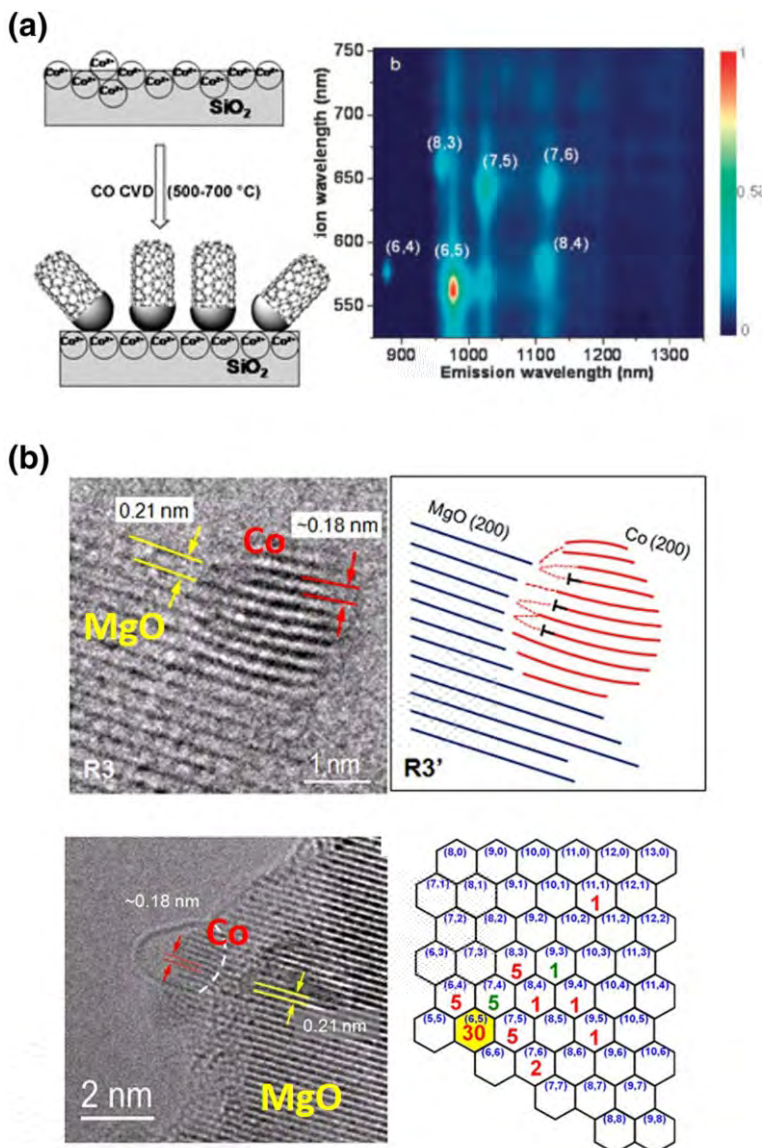 (a)
Co²⁺
Co²⁺ Co²⁺ Co²⁺ Co²⁺ Co²⁺ Co²⁺ Co²⁺ Co²⁺
SiO₂
CO CVD (500-700 °C)
Co²⁺ Co²⁺ Co²⁺ Co²⁺ Co²⁺ Co²⁺ Co²⁺ Co²⁺
SiO₂
b
750
700
650
600
550
ion wavelength (nm)
(8,3)
(7,5)
(7,6)
(6,4)
(6,5)
(8,4)
900 1000 1100 1200 1300
Emission wavelength (nm)
1
0.5
0
(b)
0.21 nm
~0.18 nm
Co
MgO
R3
1 nm
MgO (200)
Co (200)
R3'
~0.18 nm
Co
0.21 nm
MgO
2 nm
(8,0) (9,0) (10,0) (11,0) (12,0) (13,0)
(7,1) (8,1) (9,1) (10,1) (11,1) (12,1)
1
(7,2) (8,2) (9,2) (10,2) (11,2) (12,2)
(6,3) (7,3) (8,3) (9,3) (10,3) (11,3)
5 1
(6,4) (7,4) (8,4) (9,4) (10,4) (11,4)
5 5 1 1
(5,5) (6,5) (7,5) (8,5) (9,5) (10,5)
30 5 1
(6,6) (7,6) (8,6) (9,6) (10,6)
2
(7,7) (8,7) (9,7)
(8,8) (9,8)